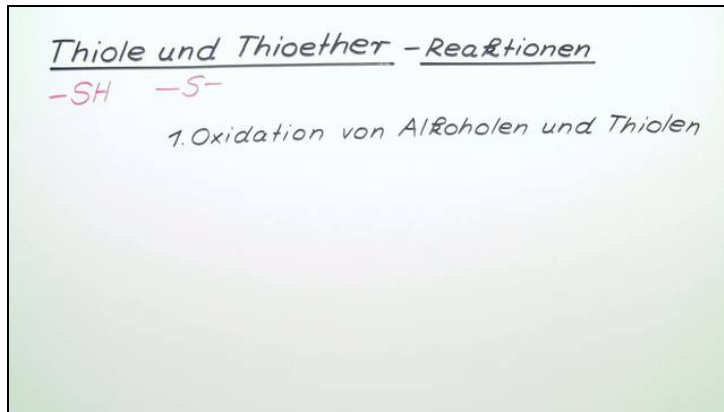 Thiole und Thioether - Reaktionen
-SH -S-
1. Oxidation von Alkoholen und Thiolen